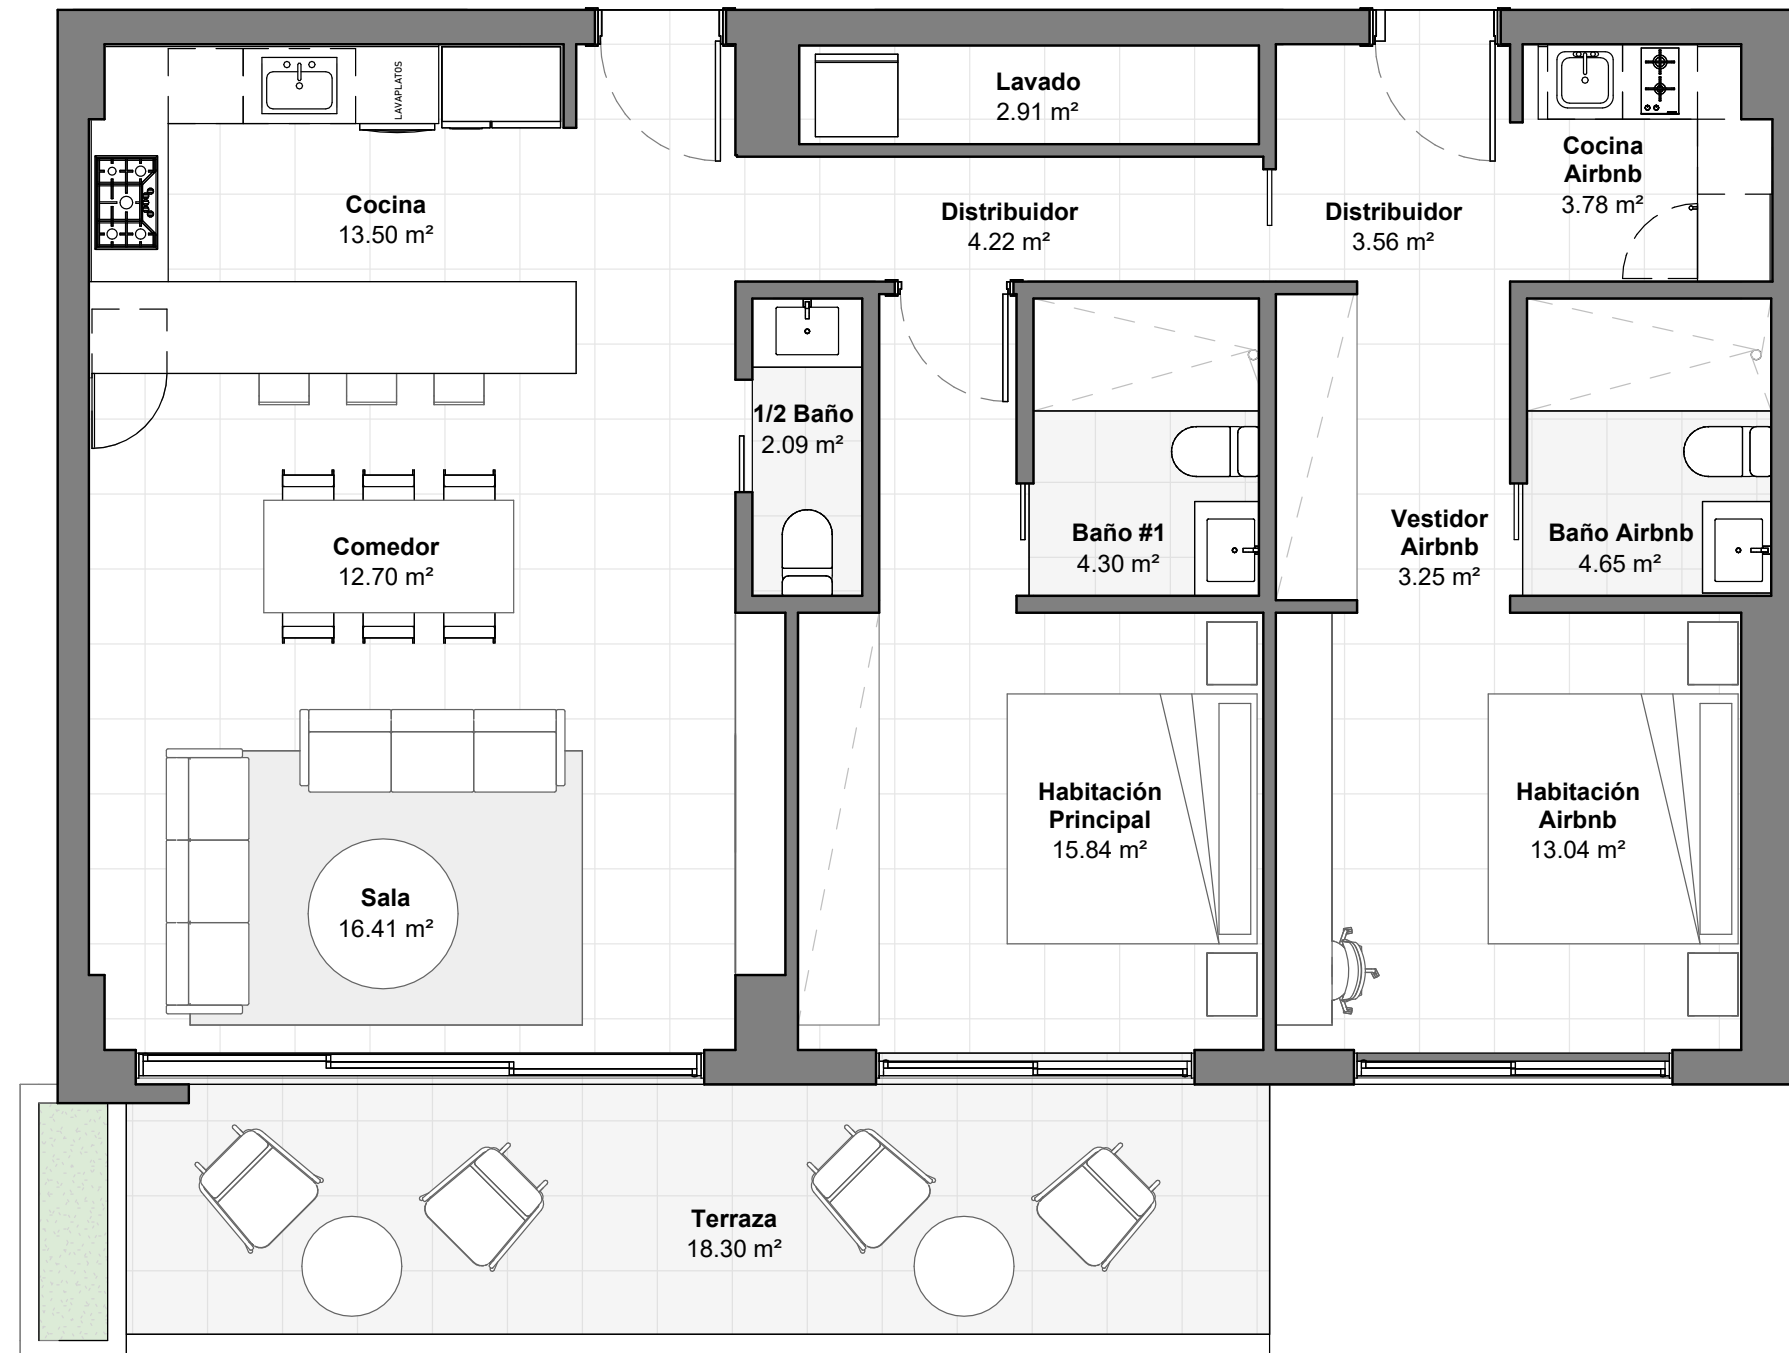 LAVAPLATOS
Lavado
2.91 m²
Cocina
Airbnb
3.78 m²
Cocina
13.50 m²
Distribuidor
4.22 m²
Distribuidor
3.56 m²
1/2 Baño
2.09 m²
Comedor
12.70 m²
Baño #1
4.30 m²
Vestidor
Airbnb
3.25 m²
Baño Airbnb
4.65 m²
Habitación
Principal
15.84 m²
Habitación
Airbnb
13.04 m²
Sala
16.41 m²
Terraza
18.30 m²